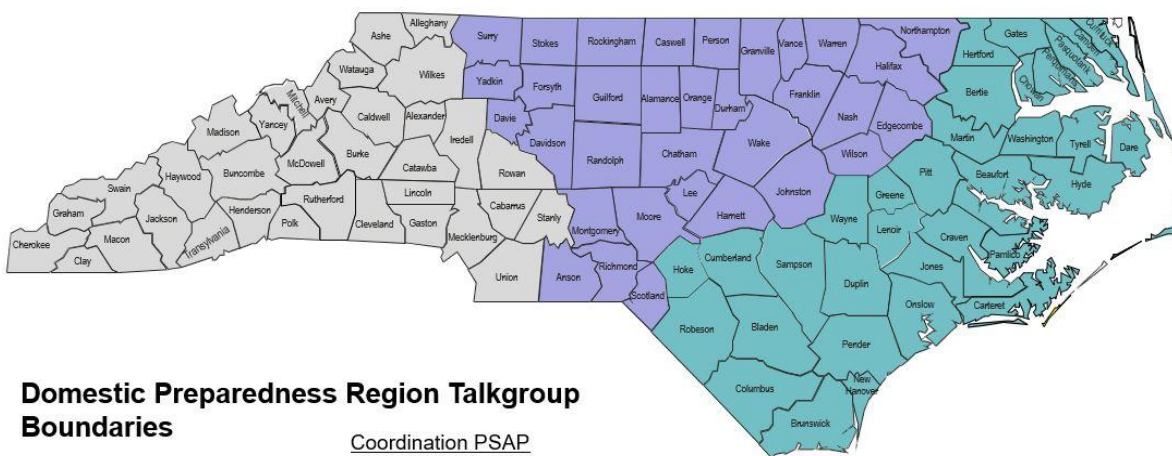 Alleghany
Ashe
Surry
Stokes
Rockingham
Caswell
Person
Granville
Vance
Warren
Northampton
Gates
Currituck
Camden
Pasquotank
Perquimans
Chowan
Hertford
Watauga
Wilkes
Yadkin
Forsyth
Guilford
Alamance
Orange
Durham
Franklin
Halifax
Nash
Bertie
Mitchell
Avery
Caldwell
Alexander
Iredell
Davie
Davidson
Edgecombe
Madison
Yancey
McDowell
Burke
Catawba
Rowan
Randolph
Chatham
Wake
Wilson
Martin
Washington
Tyrell
Dare
Swain
Haywood
Buncombe
Rutherford
Lincoln
Lee
Johnston
Pitt
Beaufort
Hyde
Graham
Jackson
Henderson
Polk
Cleveland
Gaston
Cabarrus
Stanly
Montgomery
Moore
Harnett
Wayne
Greene
Lenoir
Craven
Pamlico
Cherokee
Macon
Transylvania
Mecklenburg
Clay
Union
Anson
Richmond
Scotland
Hoke
Cumberland
Sampson
Duplin
Jones
Onslow
Carteret
Robeson
Bladen
Pender
Columbus
New
Hanover
Brunswick
Domestic Preparedness Region Talkgroup
Boundaries
Coordination PSAP